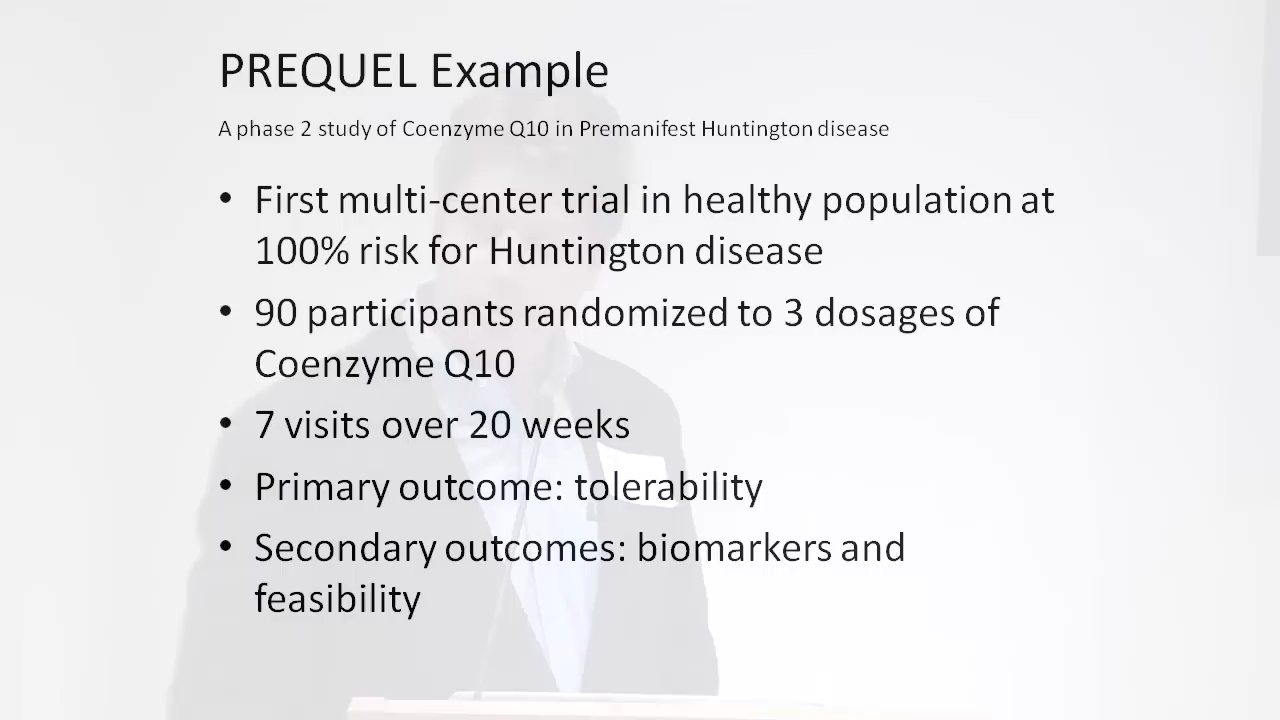 PREQUEL Example
A phase 2 study of Coenzyme Q10 in Premanifest Huntington disease
• First multi-center trial in healthy population at
100% risk for Huntington disease
• 90 participants randomized to 3 dosages of
Coenzyme Q10
• 7 visits over 20 weeks
• Primary outcome: tolerability
• Secondary outcomes: biomarkers and
feasibility